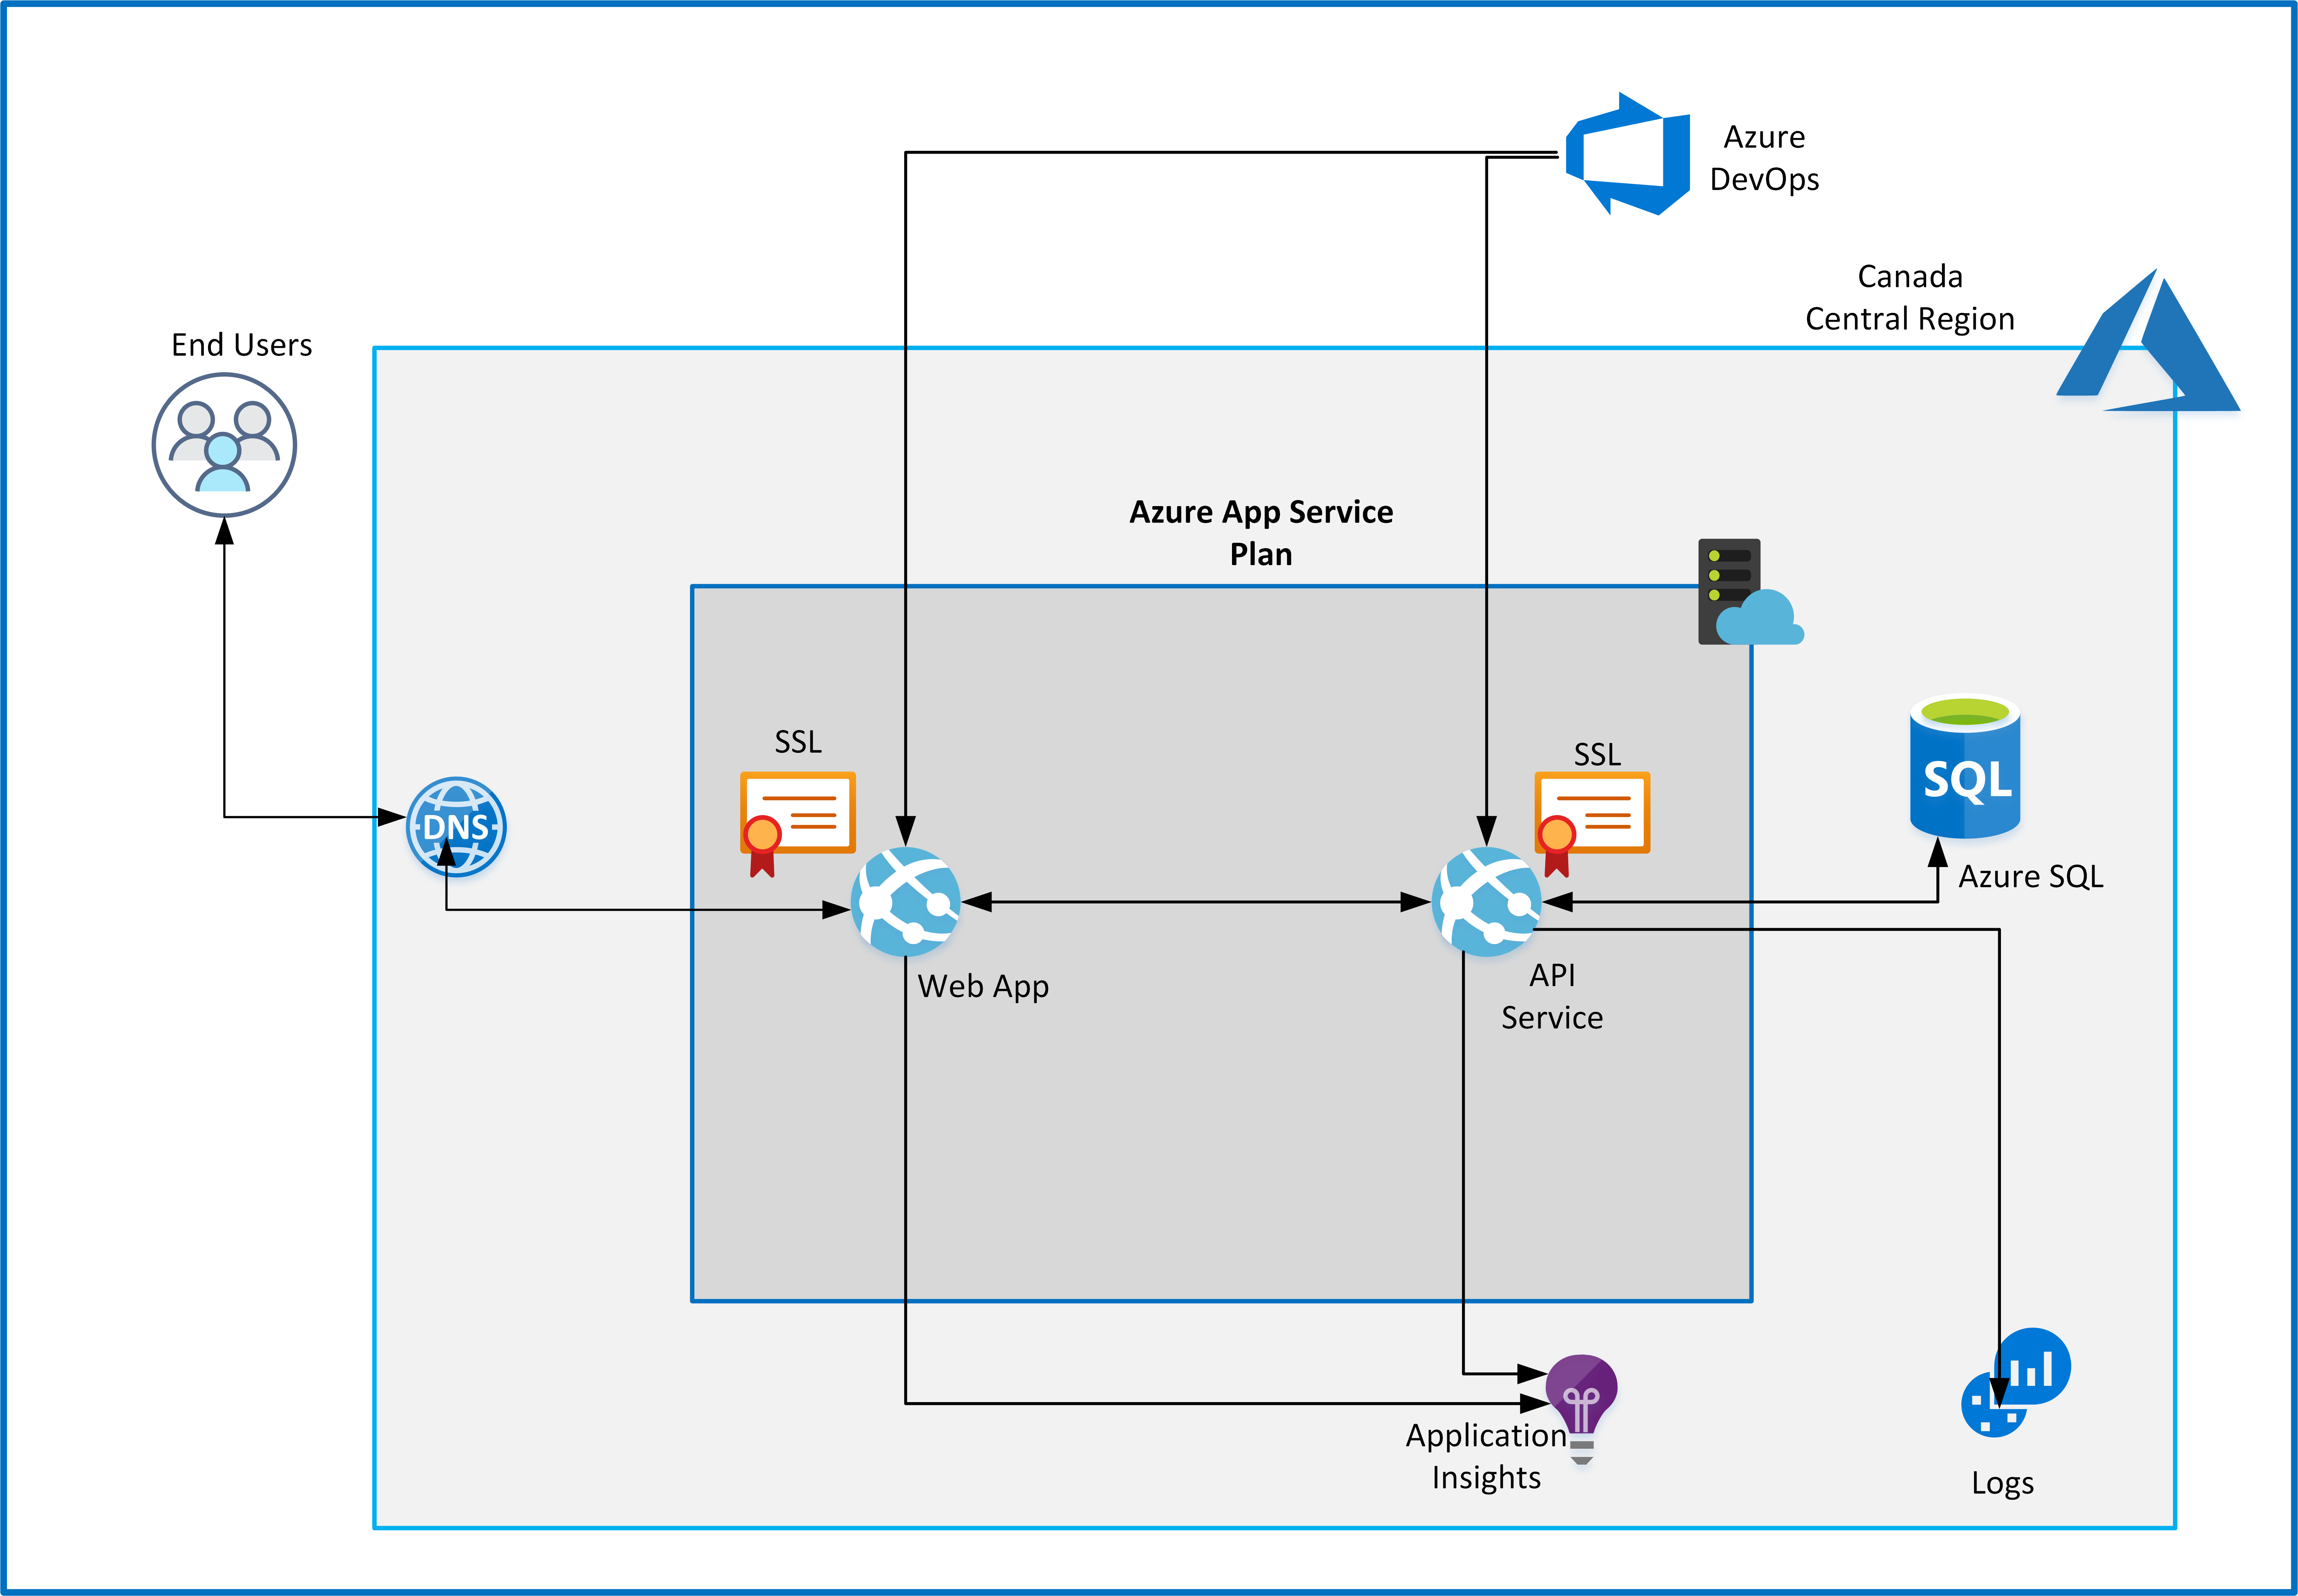 Azure
DevOps
Canada
Central Region
End Users
Azure App Service
Plan
SSL
SSL
SQL
DNS
Azure SQL
Web App
API
Service
Application
Insights
Logs